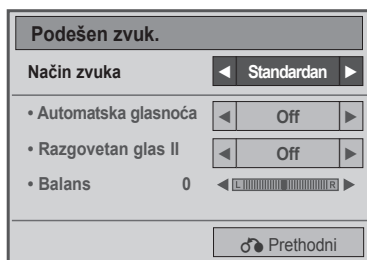 Podešen zvuk.
Način zvuka ◀ Standardan ▶
• Automatska glasnoća ◀ Off ▶
• Razgovetan glas II ◀ Off ▶
• Balans 0 ◀ L R ▶
Prethodni